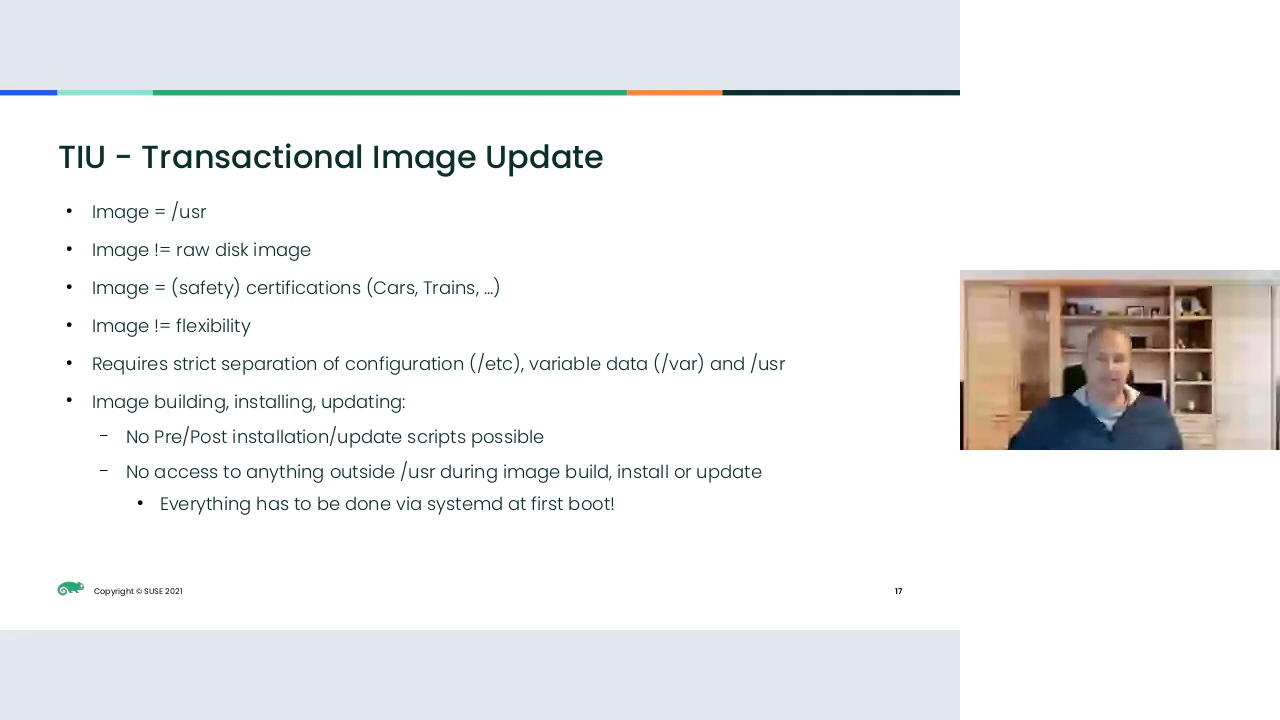 TIU - Transactional Image Update
• Image = /usr
• Image != raw disk image
• Image = (safety) certifications (Cars, Trains, ...)
• Image != flexibility
• Requires strict separation of configuration (/etc), variable data (/var) and /usr
• Image building, installing, updating:
– No Pre/Post installation/update scripts possible
– No access to anything outside /usr during image build, install or update
• Everything has to be done via systemd at first boot!
Copyright © SUSE 2021
17